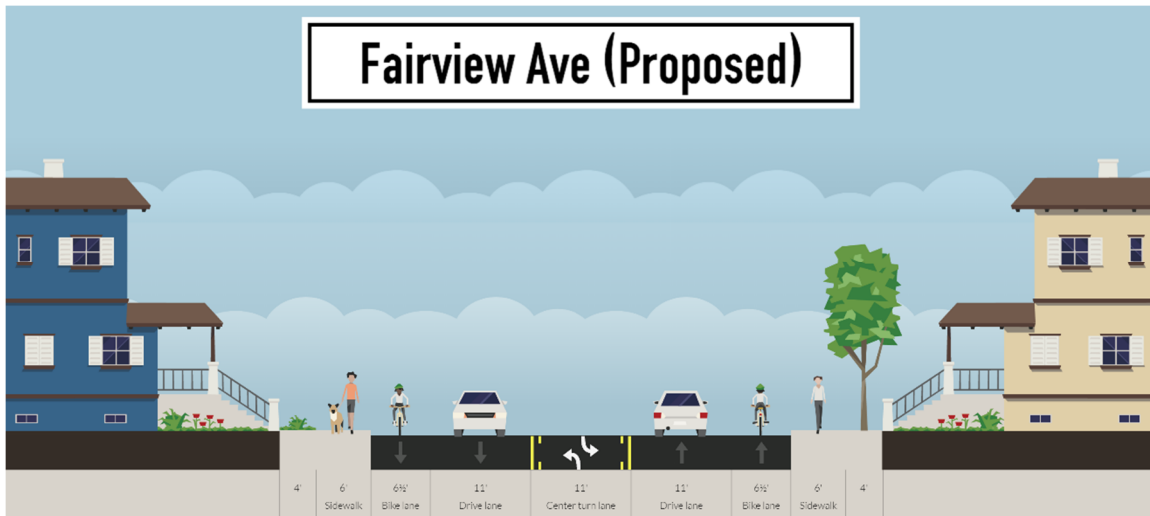 Fairview Ave (Proposed)
4' 6' 6½' 11' 11' 11' 6½' 6' 4'
Sidewalk Bike lane Drive lane Center turn lane Drive lane Bike lane Sidewalk